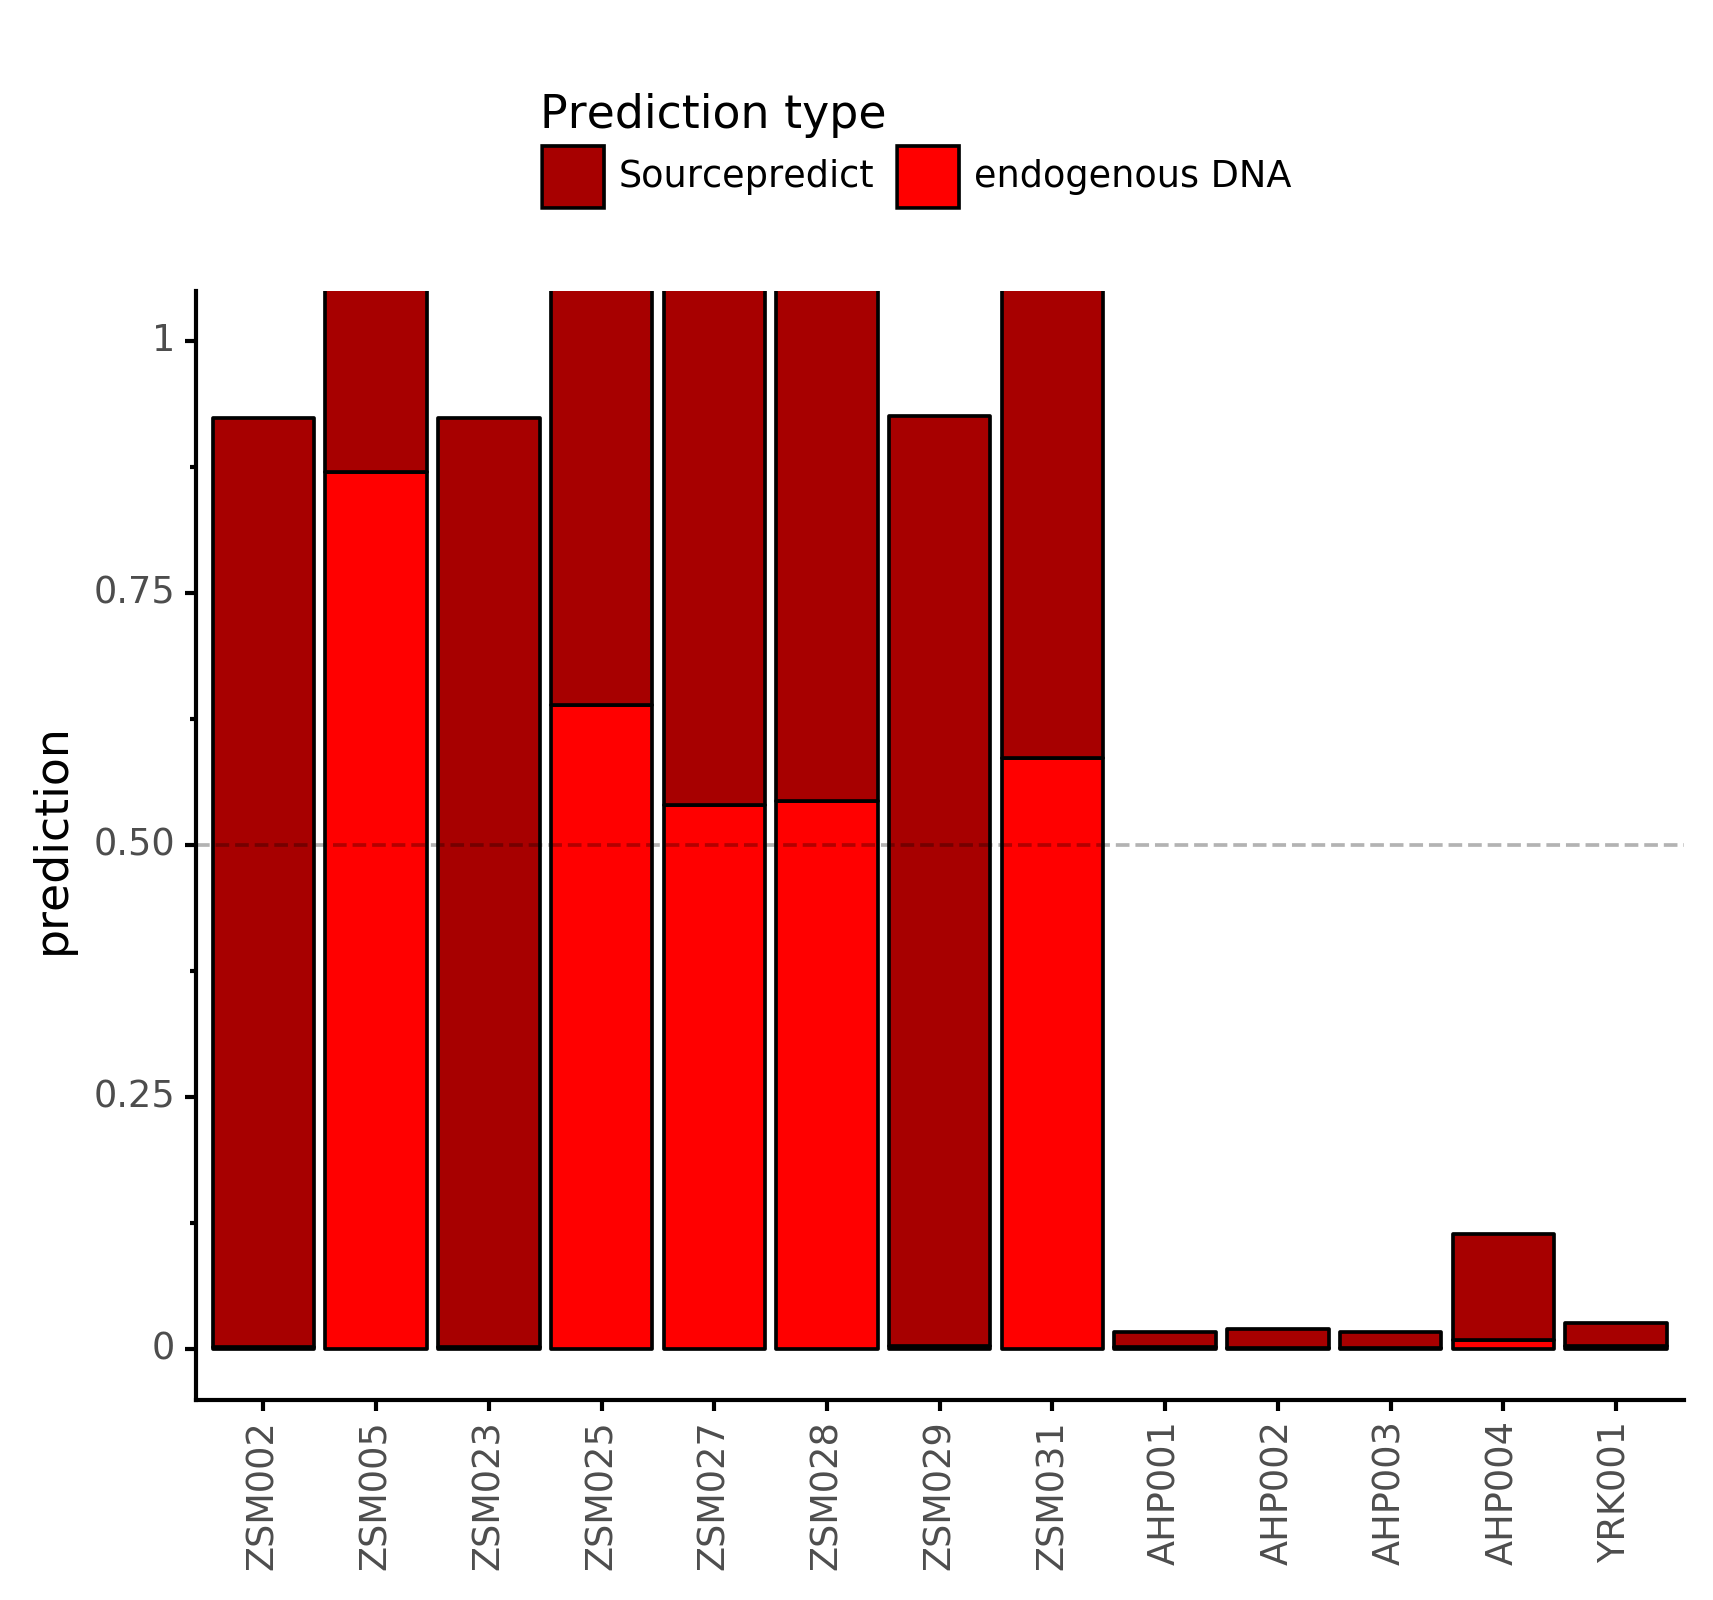 Prediction type
Sourcepredict endogenous DNA
1
0.75
0.50
0.25
0
prediction
ZSM002
ZSM005
ZSM023
ZSM025
ZSM027
ZSM028
ZSM029
ZSM031
AHP001
AHP002
AHP003
AHP004
YRK001